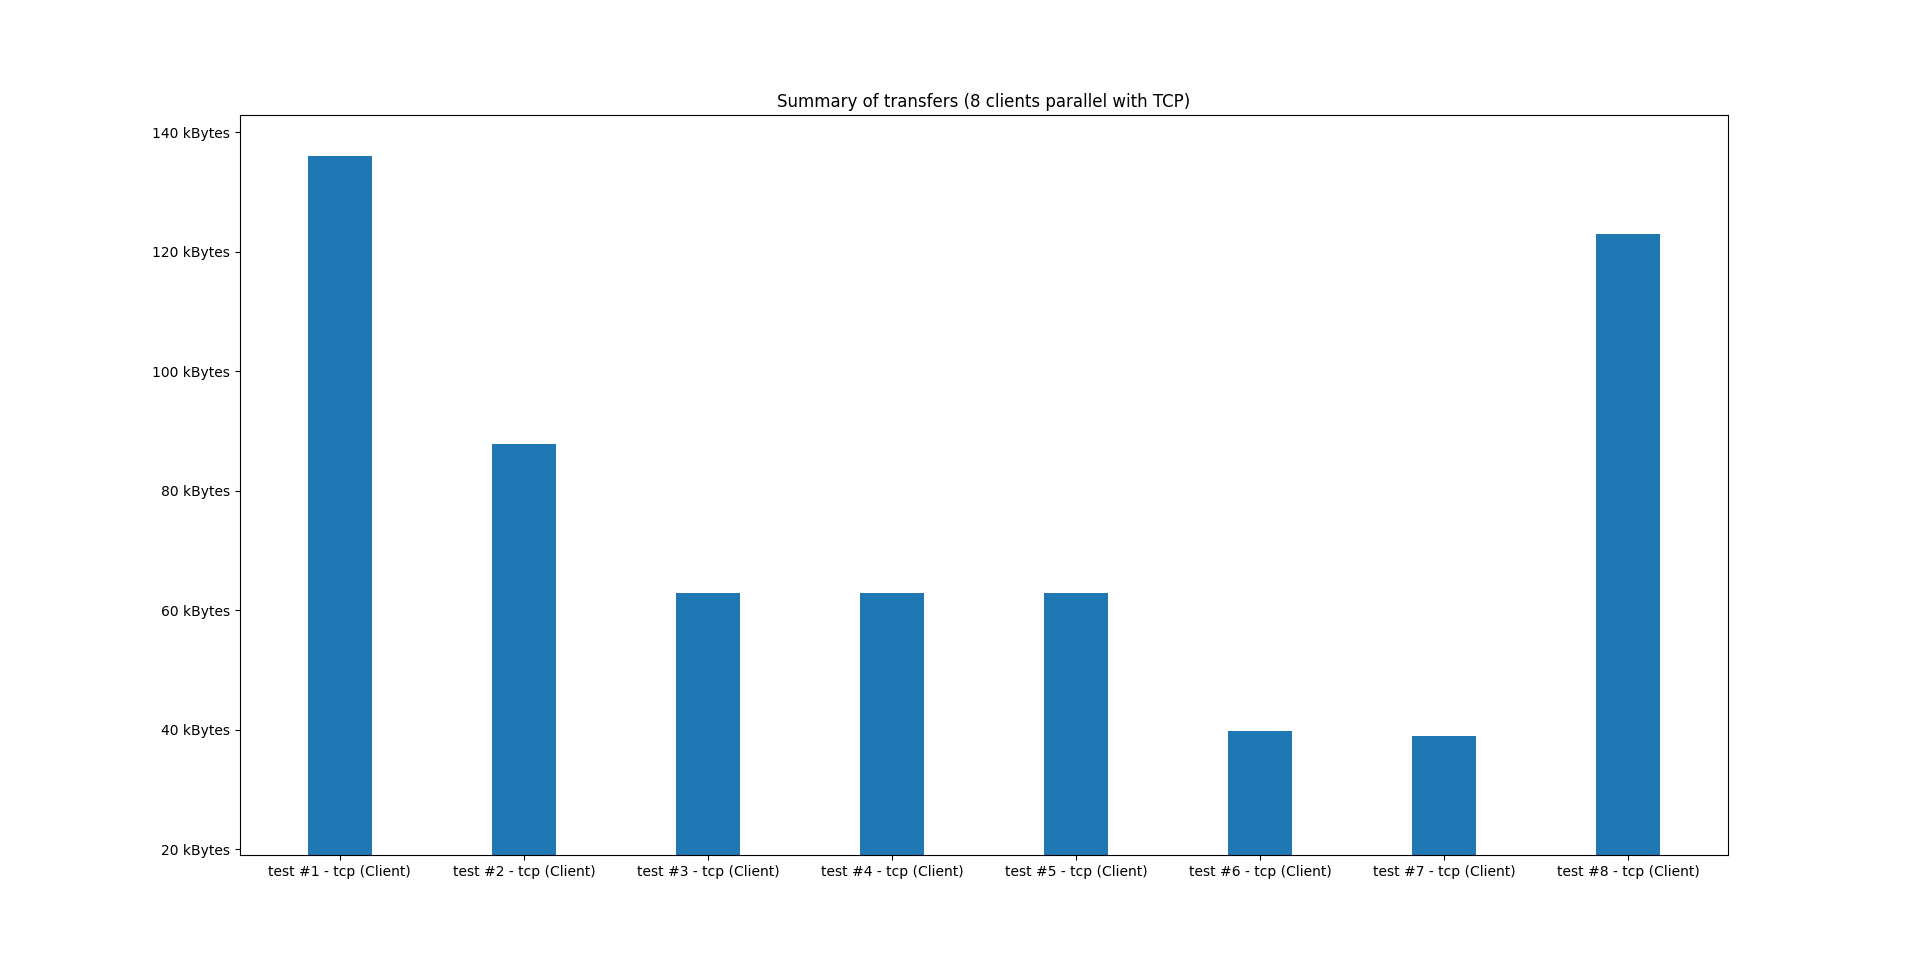 Summary of transfers (8 clients parallel with TCP)
140 kBytes
120 kBytes
100 kBytes
80 kBytes
60 kBytes
40 kBytes
20 kBytes
test #1 - tcp (Client) test #2 - tcp (Client) test #3 - tcp (Client) test #4 - tcp (Client) test #5 - tcp (Client) test #6 - tcp (Client) test #7 - tcp (Client) test #8 - tcp (Client)